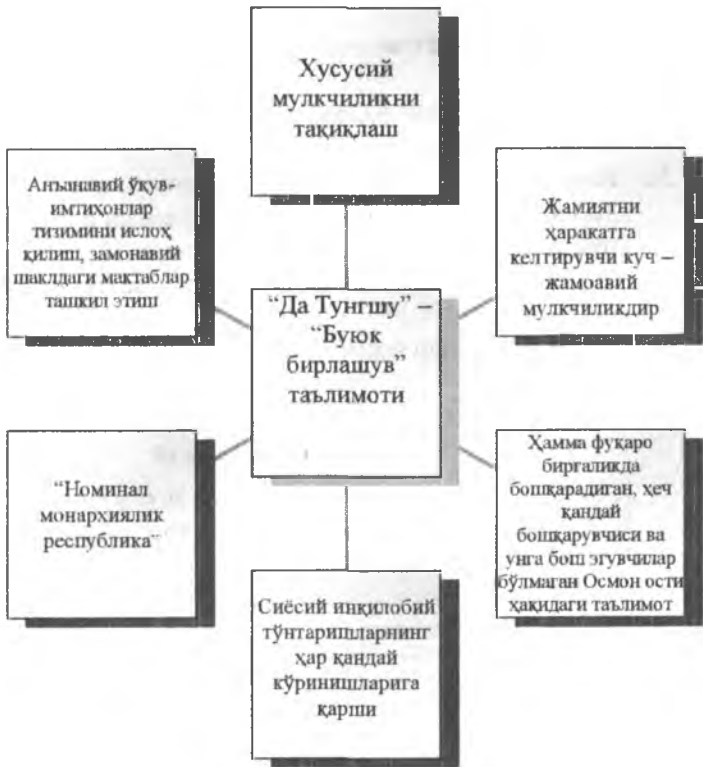 Хусусий
мулкчиликни
тақиқлаш
Анъанавий ўқув-
имтиҳонлар
тизимини ислоҳ
қилиш, замонавий
шаклдаги мактаблар
ташкил этиш
Жамиятни
ҳаракатга
келтирувчи куч –
жамоавий
мулкчиликдир
“Да Тунгшу” –
“Буюк
бирлашув”
таълимоти
“Номинал
монархиялик
республика”
Ҳамма фуқаро
биргаликда
бошқарадиган, ҳеч
қандай
бошқарувчиси ва
унга бош эгувчилар
бўлмаган Осмон ости
ҳақидаги таълимот
Сиёсий инқилобий
тўнтаришларнинг
ҳар қандай
кўринишларига
қарши